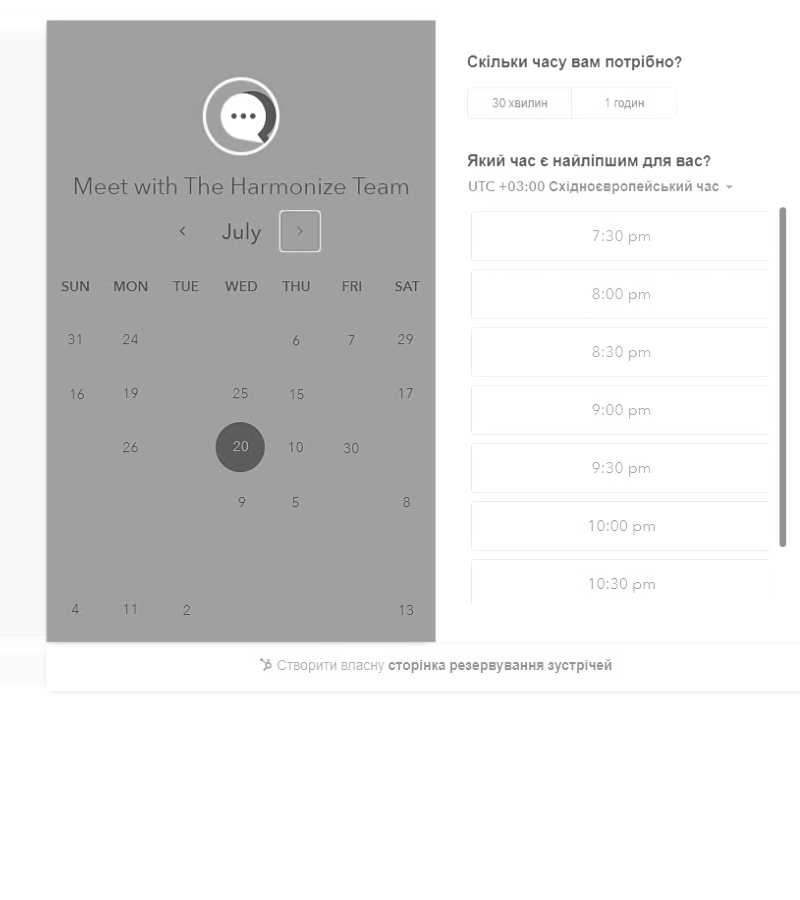 Meet with The Harmonize Team
July
SUN MON TUE WED THU FRI SAT
31 24 6 7 29
16 19 25 15 17
26 20 10 30
9 5 8
4 11 2 13
Скільки часу вам потрібно?
30 хвилин 1 годин
Який час є найліпшим для вас?
UTC +03:00 Східноєвропейський час
7:30 pm
8:00 pm
8:30 pm
9:00 pm
9:30 pm
10:00 pm
10:30 pm
Створити власну сторінка резервування зустрічей